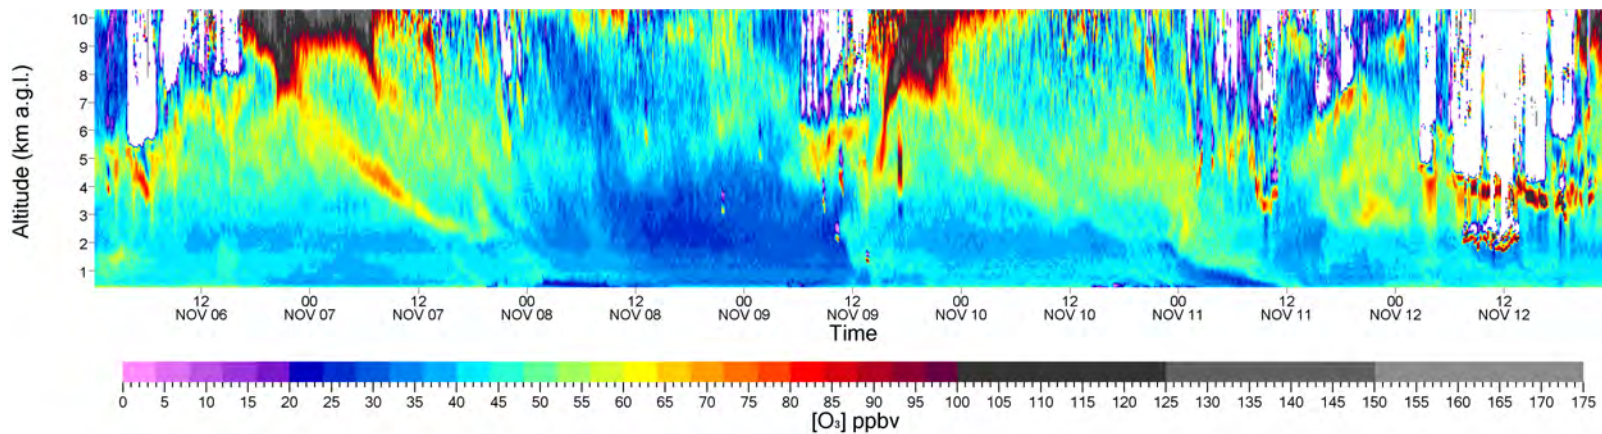 Altitude (km a.g.l.)
10
9
8
7
6
5
4
3
2
1
12 00 12 00 12 00 12 00 12 00 12 00 12
NOV 06 NOV 07 NOV 07 NOV 08 NOV 08 NOV 09 NOV 09 NOV 10 NOV 10 NOV 11 NOV 11 NOV 12 NOV 12
Time
0 5 10 15 20 25 30 35 40 45 50 55 60 65 70 75 80 85 90 95 100 105 110 115 120 125 130 135 140 145 150 155 160 165 170 175
[O₃] ppbv